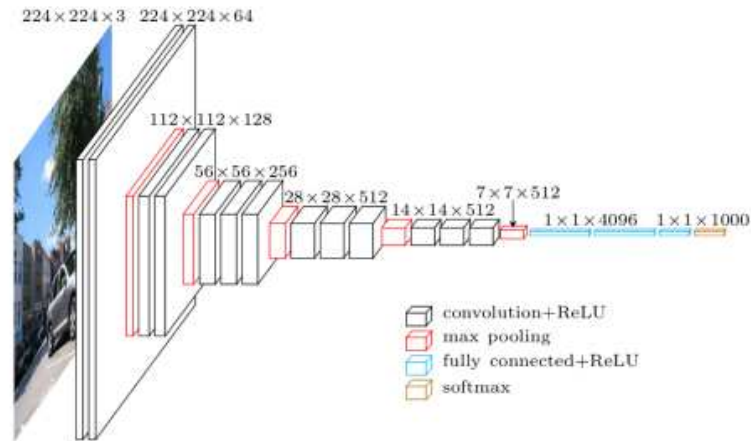 224×224×3
224×224×64
112×112×128
56×56×256
28×28×512
14×14×512
7×7×512
1×1×4096
1×1×1000
convolution+ReLU
max pooling
fully connected+ReLU
softmax